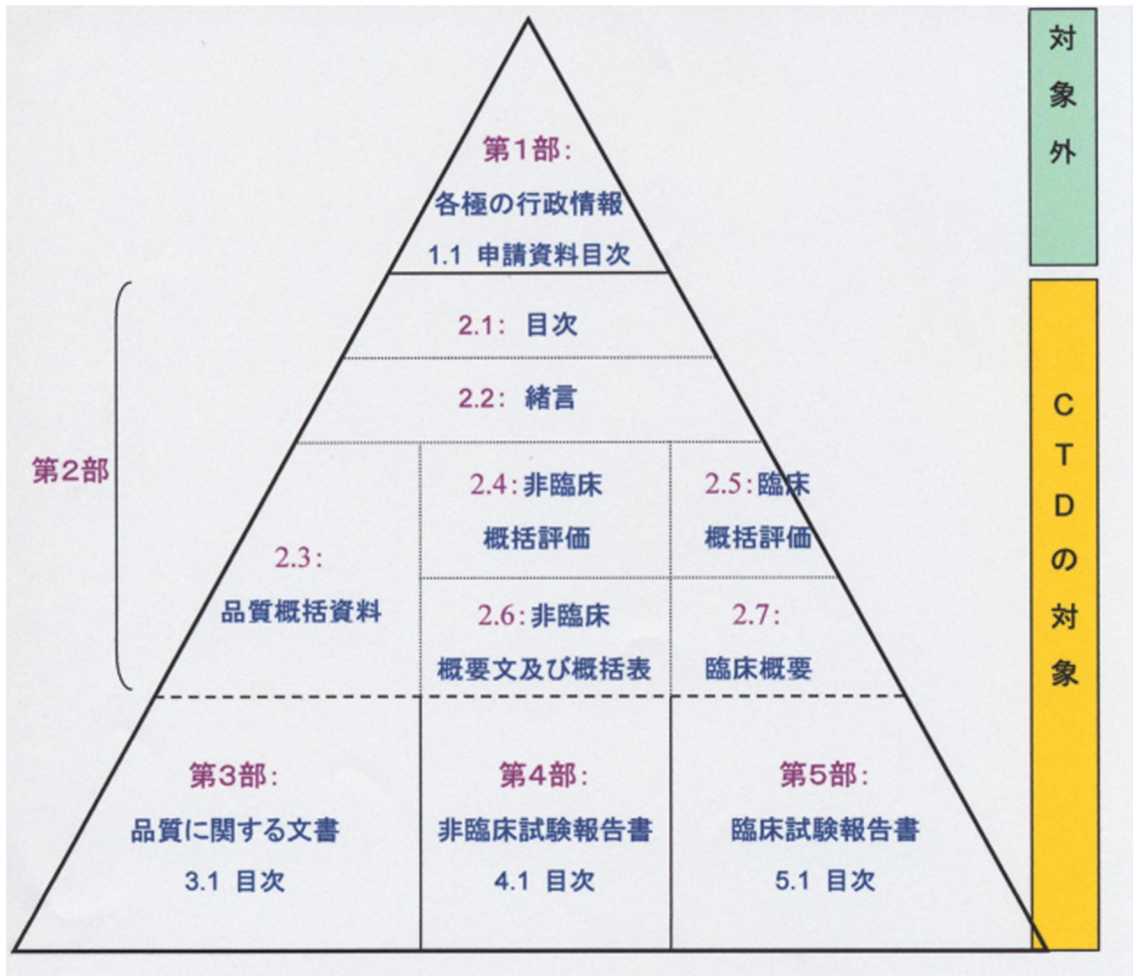 第1部:
各極の行政情報
1.1 申請資料目次
対象外
2.1: 目次
2.2: 緒言
第2部
2.3:
品質概括資料
2.4:非臨床
概括評価
2.5:臨床
概括評価
2.6:非臨床
概要文及び概括表
2.7:
臨床概要
CTDの対象
第3部:
品質に関する文書
3.1 目次
第4部:
非臨床試験報告書
4.1 目次
第5部:
臨床試験報告書
5.1 目次